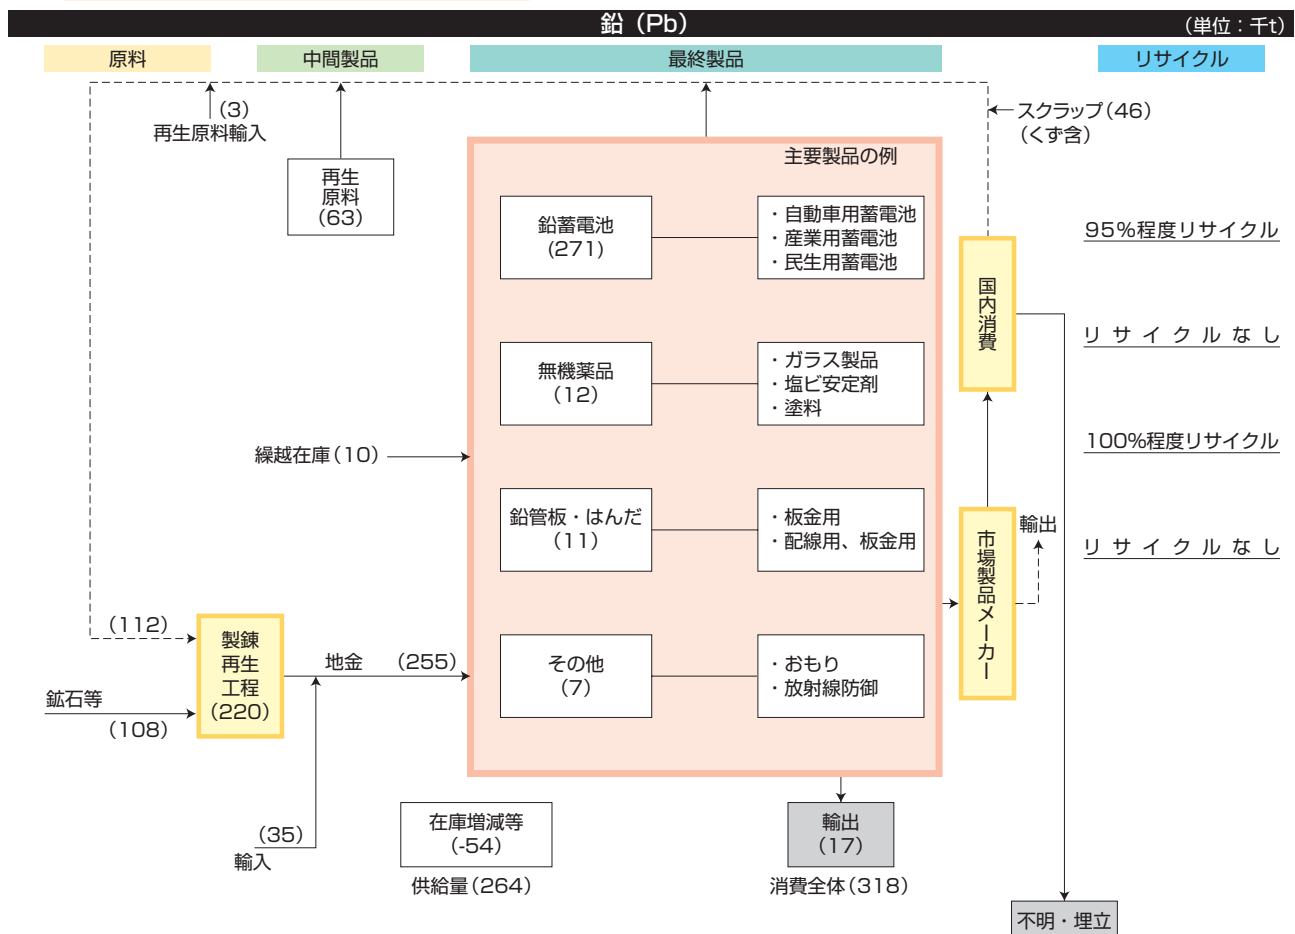 鉛（Pb）
（単位：千t）
原料
中間製品
最終製品
リサイクル
（3）
再生原料輸入
スクラップ（46）
（くず含）
再生
原料
（63）
主要製品の例
鉛蓄電池
（271）
・自動車用蓄電池
・産業用蓄電池
・民生用蓄電池
95%程度リサイクル
国内消費
無機薬品
（12）
・ガラス製品
・塩ビ安定剤
・塗料
リサイクルなし
繰越在庫（10）
100%程度リサイクル
鉛管板・はんだ
（11）
・板金用
・配線用、板金用
市場製品メーカー
輸出
リサイクルなし
（112）
製錬
再生
工程
（220）
地金
（255）
その他
（7）
・おもり
・放射線防御
鉱石等
（108）
（35）
輸入
在庫増減等
（-54）
供給量（264）
輸出
（17）
消費全体（318）
不明・埋立